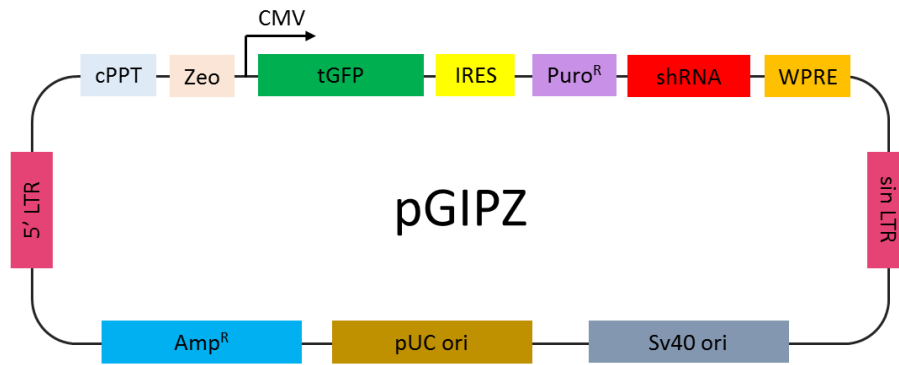 CMV
cPPT Zeo tGFP IRES Puroᴿ shRNA WPRE
5' LTR
pGIPZ
sin LTR
Ampᴿ pUC ori Sv40 ori